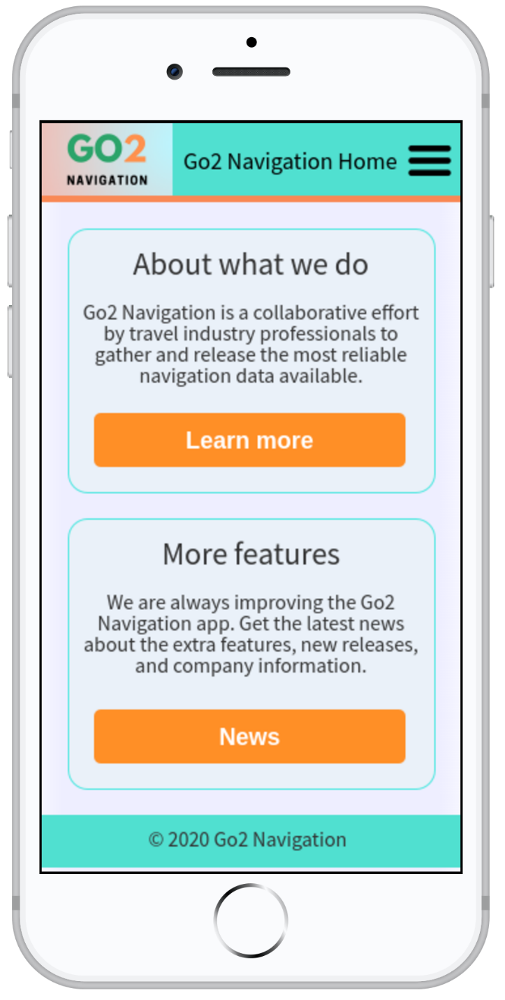 GO2
NAVIGATION
Go2 Navigation Home
About what we do
Go2 Navigation is a collaborative effort
by travel industry professionals to
gather and release the most reliable
navigation data available.
Learn more
More features
We are always improving the Go2
Navigation app. Get the latest news
about the extra features, new releases,
and company information.
News
© 2020 Go2 Navigation